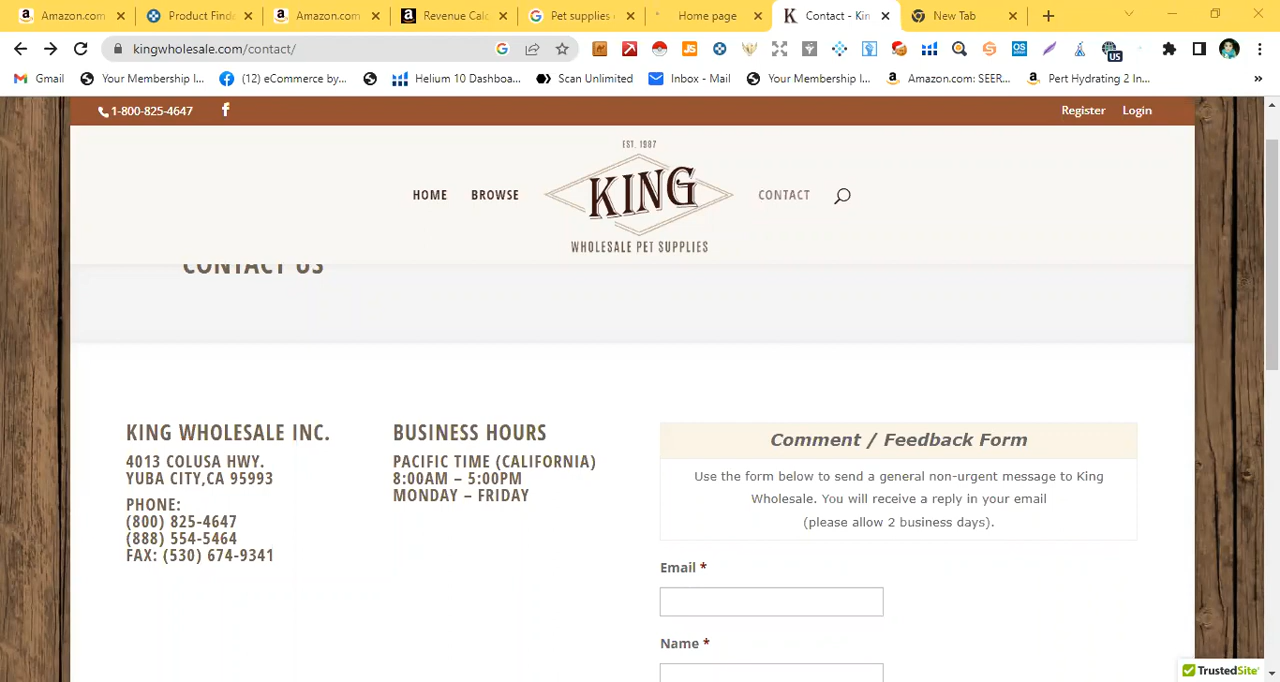 Amazon.com
Product Finde
Amazon.com
Revenue Calc
Pet supplies
Home page
Contact - Kin
New Tab
kingwholesale.com/contact/
US
Gmail
Your Membership I...
(12) eCommerce by...
Helium 10 Dashboa...
Scan Unlimited
Inbox - Mail
Your Membership I...
Amazon.com: SEER...
Pert Hydrating 2 In...
»
1-800-825-4647
Register
Login
EST. 1987
HOME
BROWSE
KING
CONTACT
WHOLESALE PET SUPPLIES
CONTACT US
KING WHOLESALE INC.
4013 COLUSA HWY.
YUBA CITY,CA 95993
PHONE:
(800) 825-4647
(888) 554-5464
FAX: (530) 674-9341
BUSINESS HOURS
PACIFIC TIME (CALIFORNIA)
8:00AM – 5:00PM
MONDAY – FRIDAY
Comment / Feedback Form
Use the form below to send a general non-urgent message to King
Wholesale. You will receive a reply in your email
(please allow 2 business days).
Email *
Name *
TrustedSite